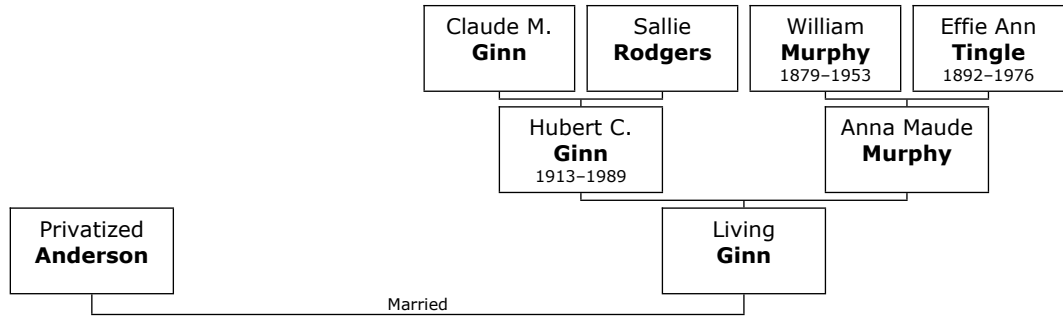 Claude M.
Ginn
Sallie
Rodgers
William
Murphy
1879–1953
Effie Ann
Tingle
1892–1976
Hubert C.
Ginn
1913–1989
Anna Maude
Murphy
Privatized
Anderson
Living
Ginn
Married